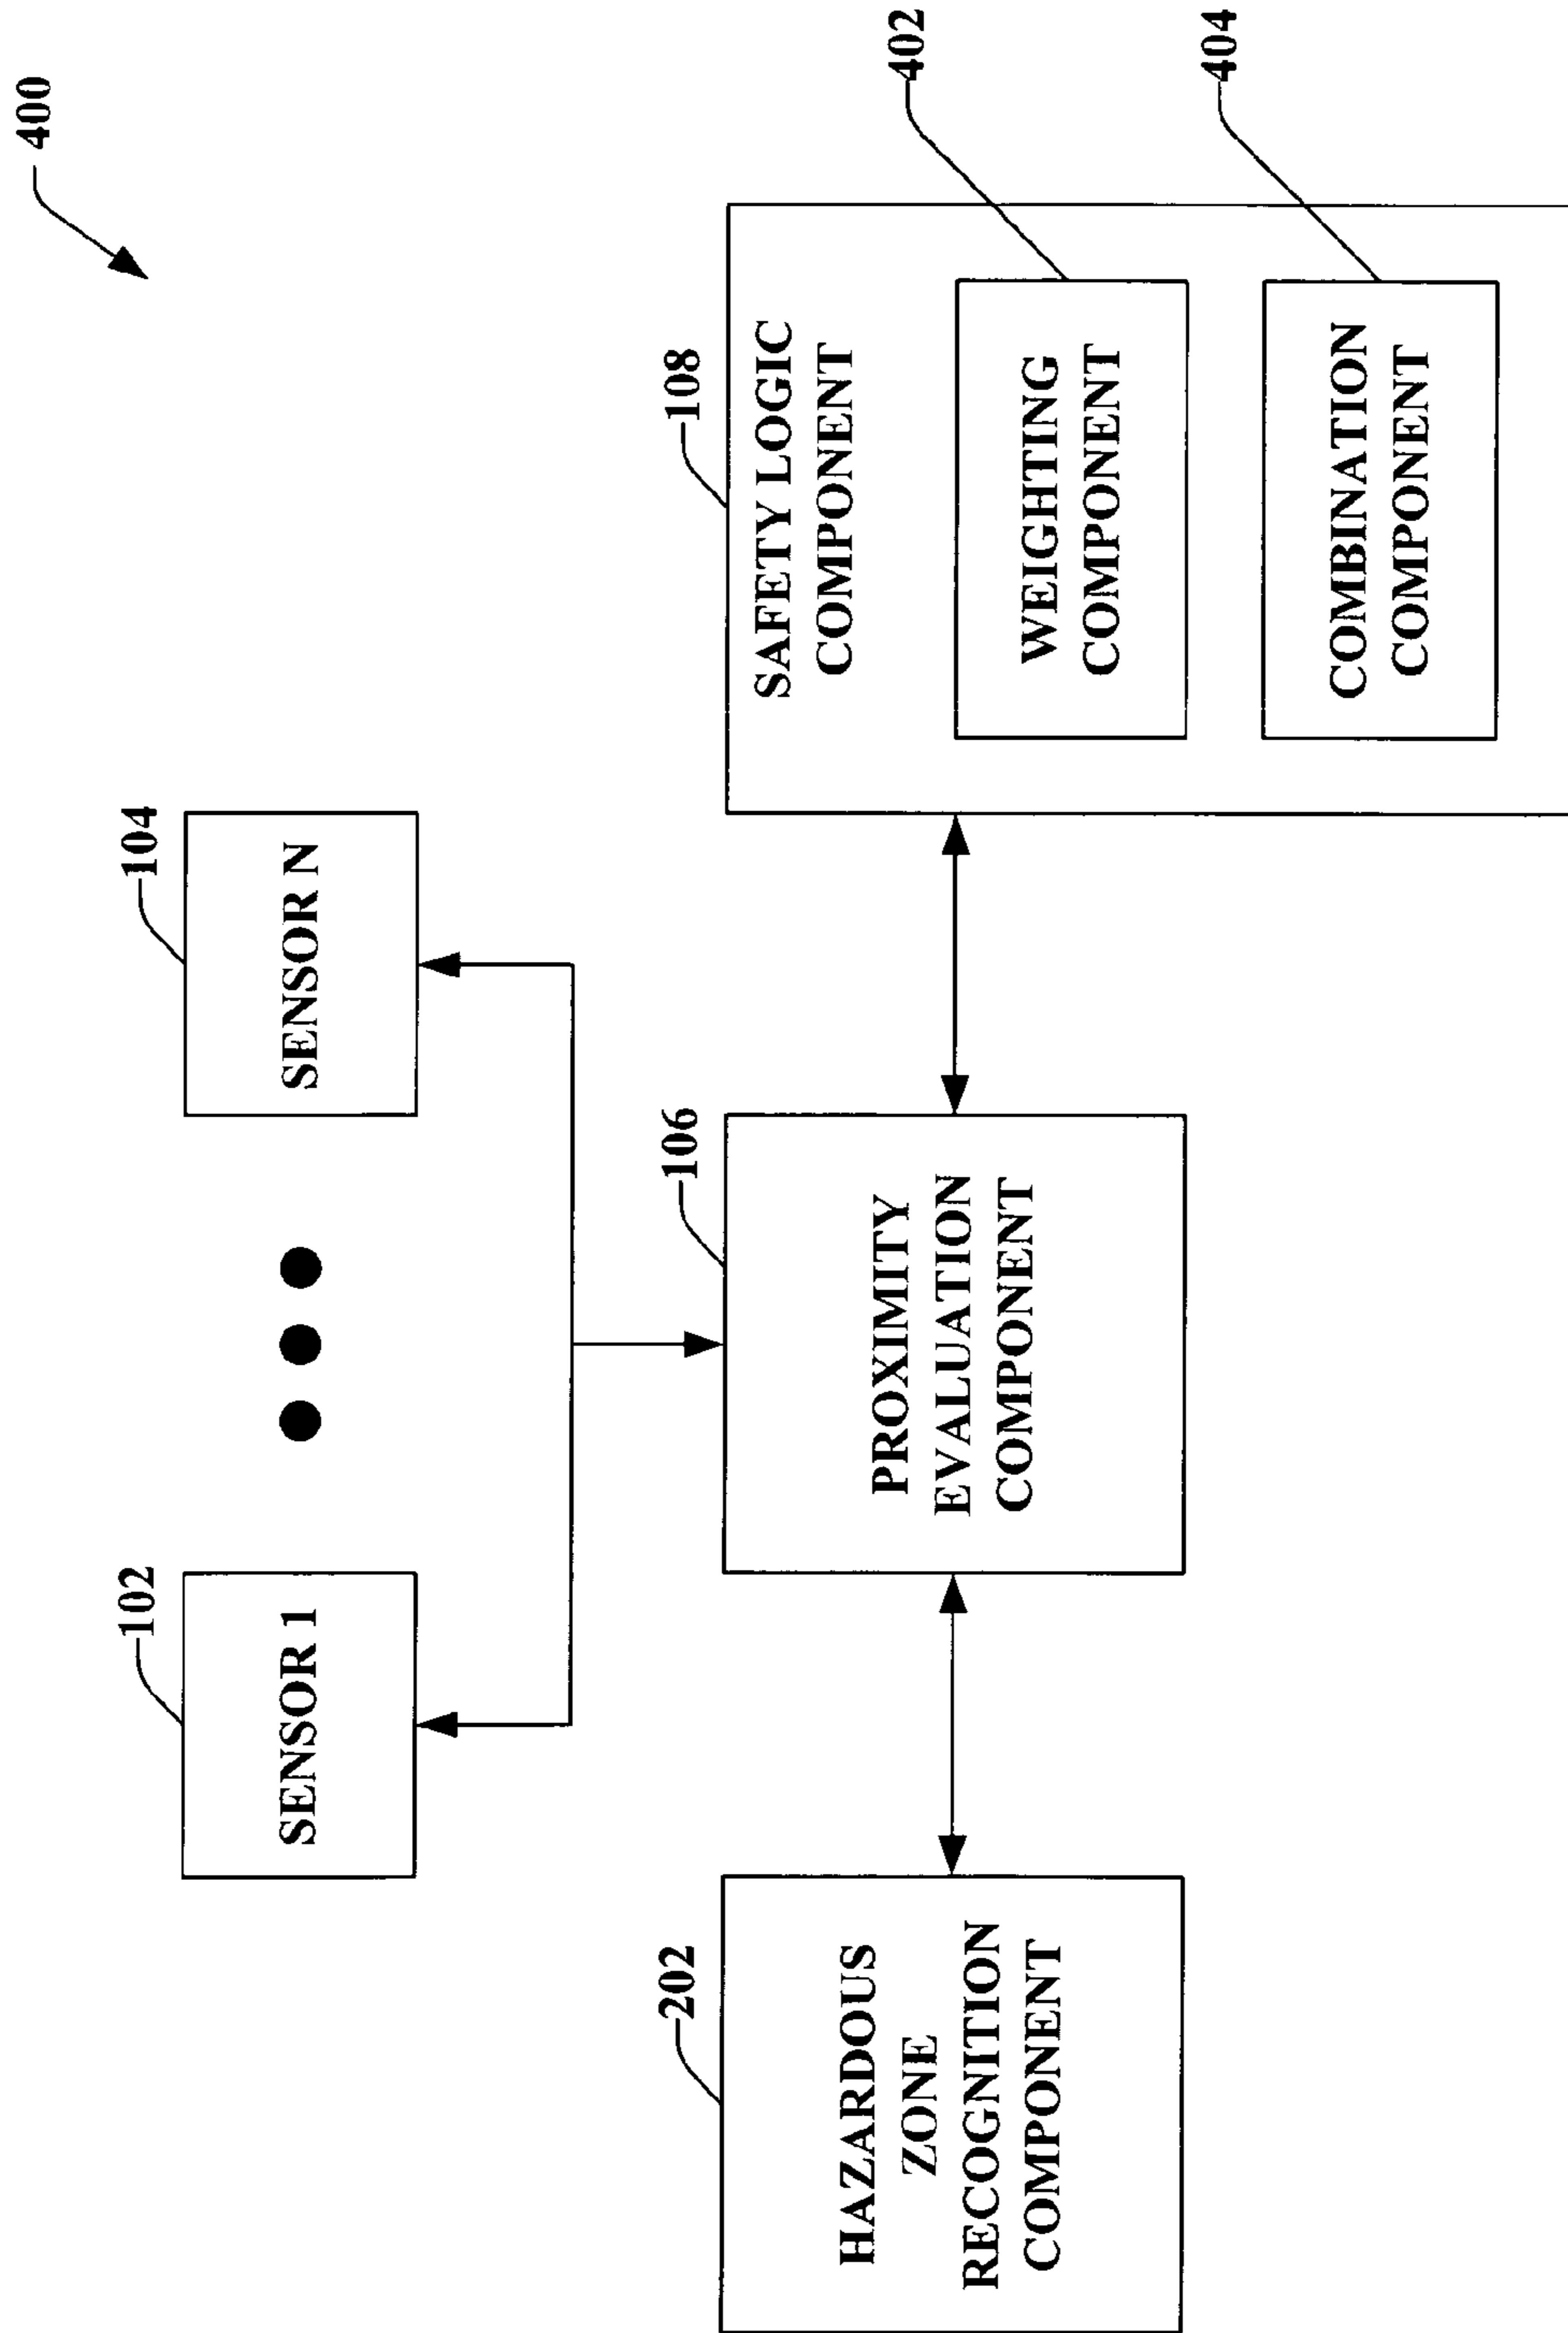 400
102
SENSOR 1
104
SENSOR N
202
HAZARDOUS
ZONE
RECOGNITION
COMPONENT
106
PROXIMITY
EVALUATION
COMPONENT
108
SAFETY LOGIC
COMPONENT
402
WEIGHTING
COMPONENT
404
COMBINATION
COMPONENT